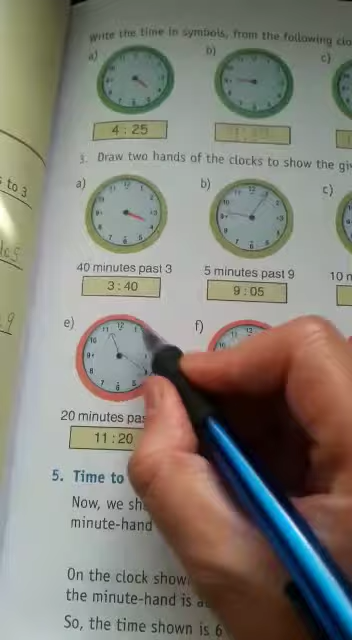 Write the time in symbols, from the following clo
a) b) c)
4 : 25
3. Draw two hands of the clocks to show the giv
a) b) c)
40 minutes past 3 5 minutes past 9 10 m
3 : 40 9 : 05
e) f)
20 minutes pas
11 : 20
5. Time to
Now, we sh
minute-hand
On the clock show
the minute-hand is a
So, the time shown is 6
s to 3